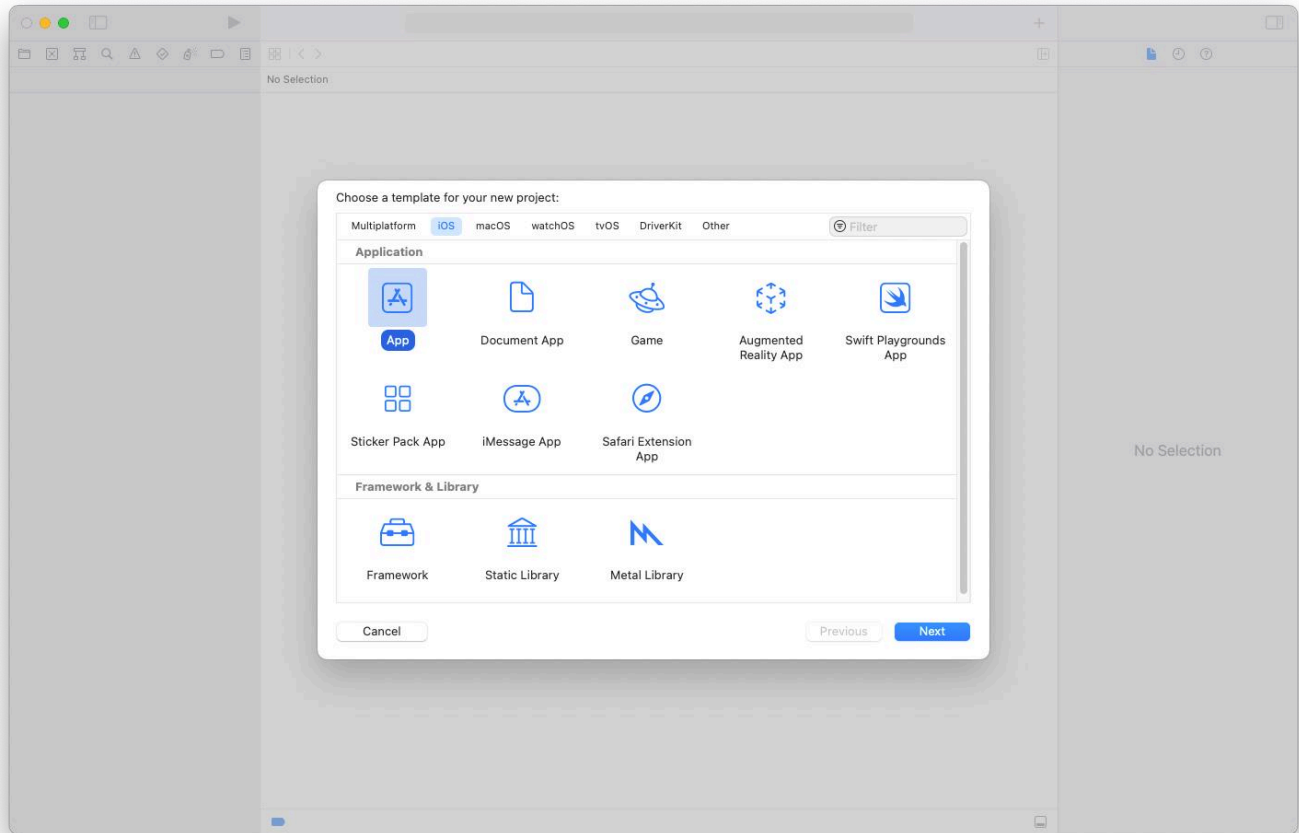 No Selection
Choose a template for your new project:
Multiplatform iOS macOS watchOS tvOS DriverKit Other Filter
Application
App Document App Game Augmented Reality App Swift Playgrounds App
Sticker Pack App iMessage App Safari Extension App
Framework & Library
Framework Static Library Metal Library
Cancel Previous Next
No Selection